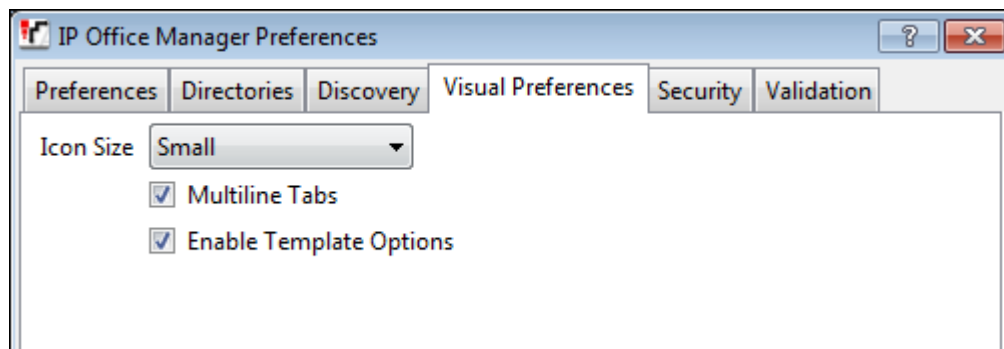 IP Office Manager Preferences
Preferences Directories Discovery Visual Preferences Security Validation
Icon Size Small
Multiline Tabs
Enable Template Options